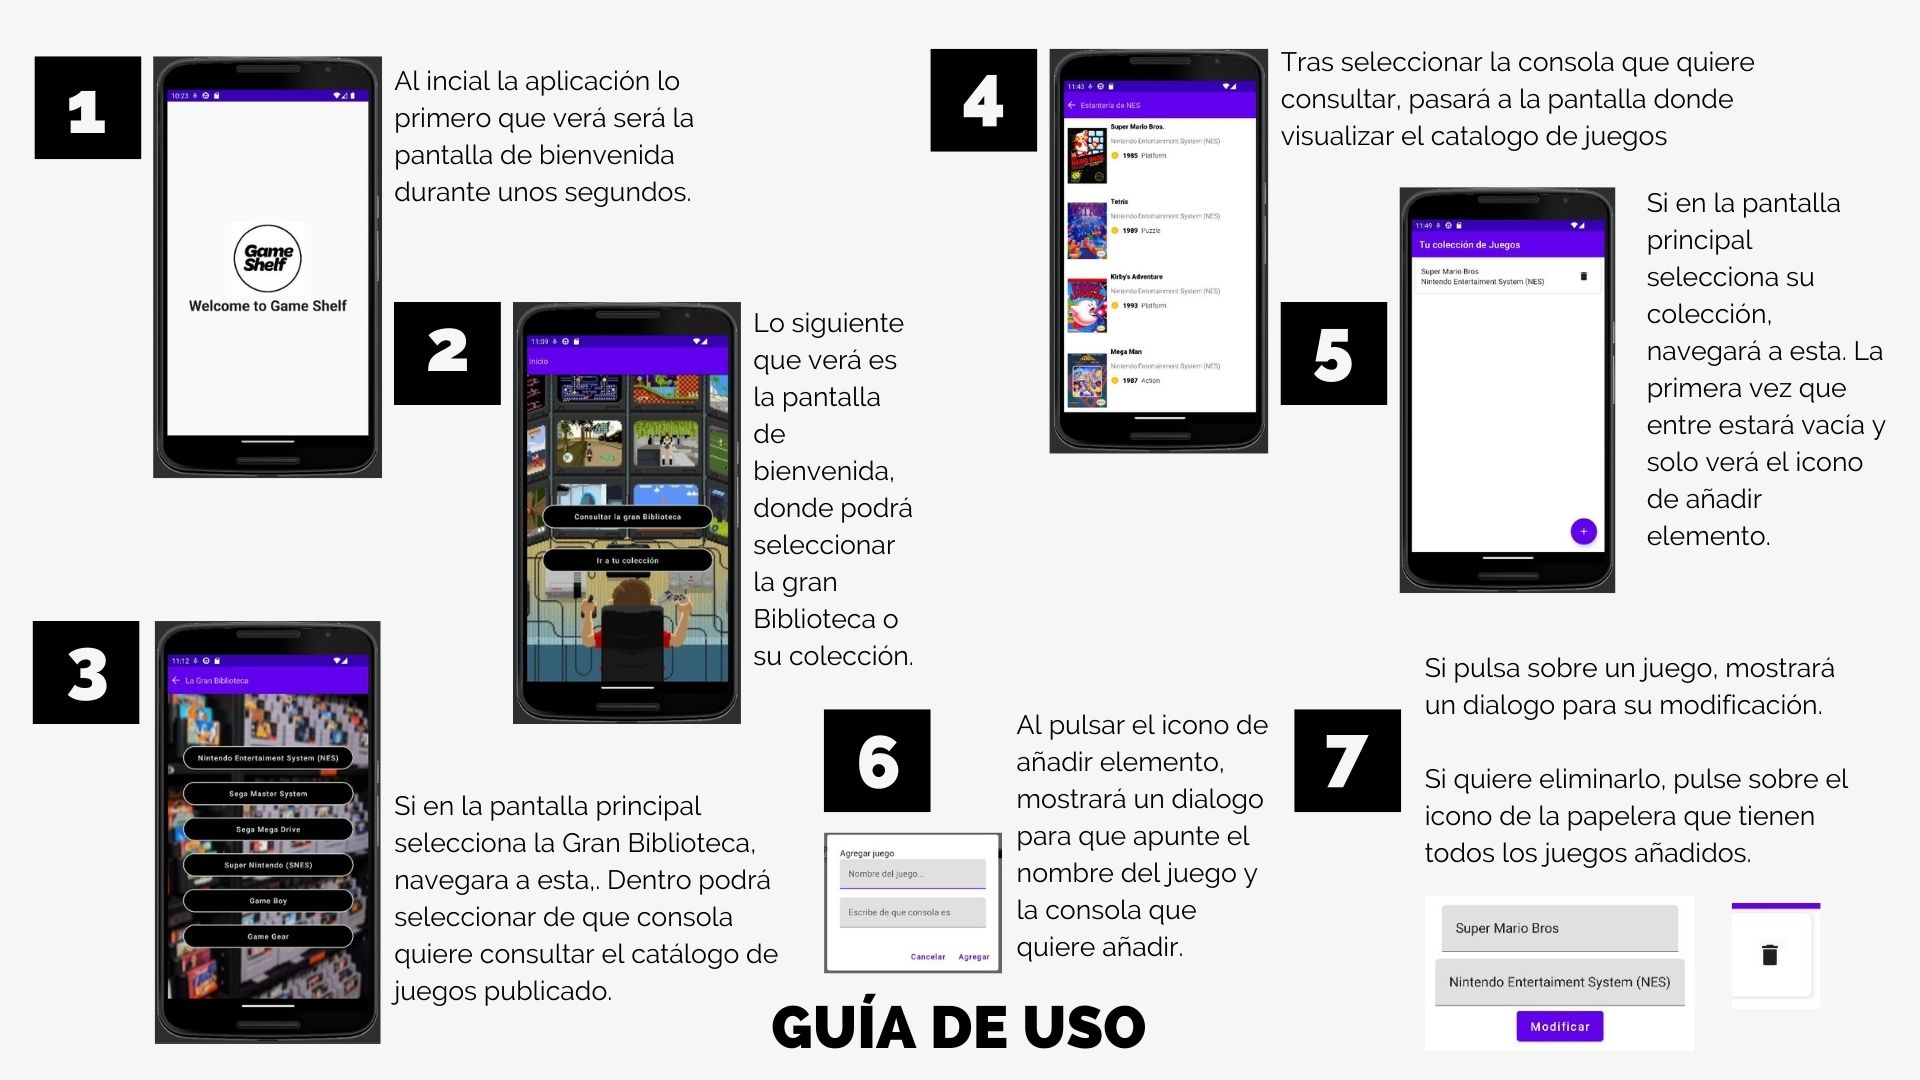 1
10:23
Game
Shelf
Welcome to Game Shelf
Al incial la aplicación lo
primero que verá será la
pantalla de bienvenida
durante unos segundos.
2
11:09
Inicio
Consultar la gran Biblioteca
Ir a tu colección
Lo siguiente
que verá es
la pantalla
de
bienvenida,
donde podrá
seleccionar
la gran
Biblioteca o
su colección.
3
11:12
La Gran Biblioteca
Nintendo Entertaiment System (NES)
Sega Master System
Sega Mega Drive
Super Nintendo (SNES)
Game Boy
Game Gear
Si en la pantalla principal
selecciona la Gran Biblioteca,
navegara a esta,. Dentro podrá
seleccionar de que consola
quiere consultar el catálogo de
juegos publicado.
4
11:43
Estantería de NES
Super Mario Bros.
Nintendo Entertainment System (NES)
1985 Platform
Tetris
Nintendo Entertainment System (NES)
1989 Puzzle
Kirby's Adventure
Nintendo Entertainment System (NES)
1993 Platform
Mega Man
Nintendo Entertainment System (NES)
1987 Action
Tras seleccionar la consola que quiere
consultar, pasará a la pantalla donde
visualizar el catalogo de juegos
5
11:49
Tu colección de Juegos
Super Mario Bros
Nintendo Entertaiment System (NES)
+
Si en la pantalla
principal
selecciona su
colección,
navegará a esta. La
primera vez que
entre estará vacía y
solo verá el icono
de añadir
elemento.
6
Agregar juego
Nombre del juego...
Escribe de que consola es
Cancelar Agregar
Al pulsar el icono de
añadir elemento,
mostrará un dialogo
para que apunte el
nombre del juego y
la consola que
quiere añadir.
7
Si pulsa sobre un juego, mostrará
un dialogo para su modificación.
Si quiere eliminarlo, pulse sobre el
icono de la papelera que tienen
todos los juegos añadidos.
Super Mario Bros
Nintendo Entertaiment System (NES)
Modificar
GUÍA DE USO